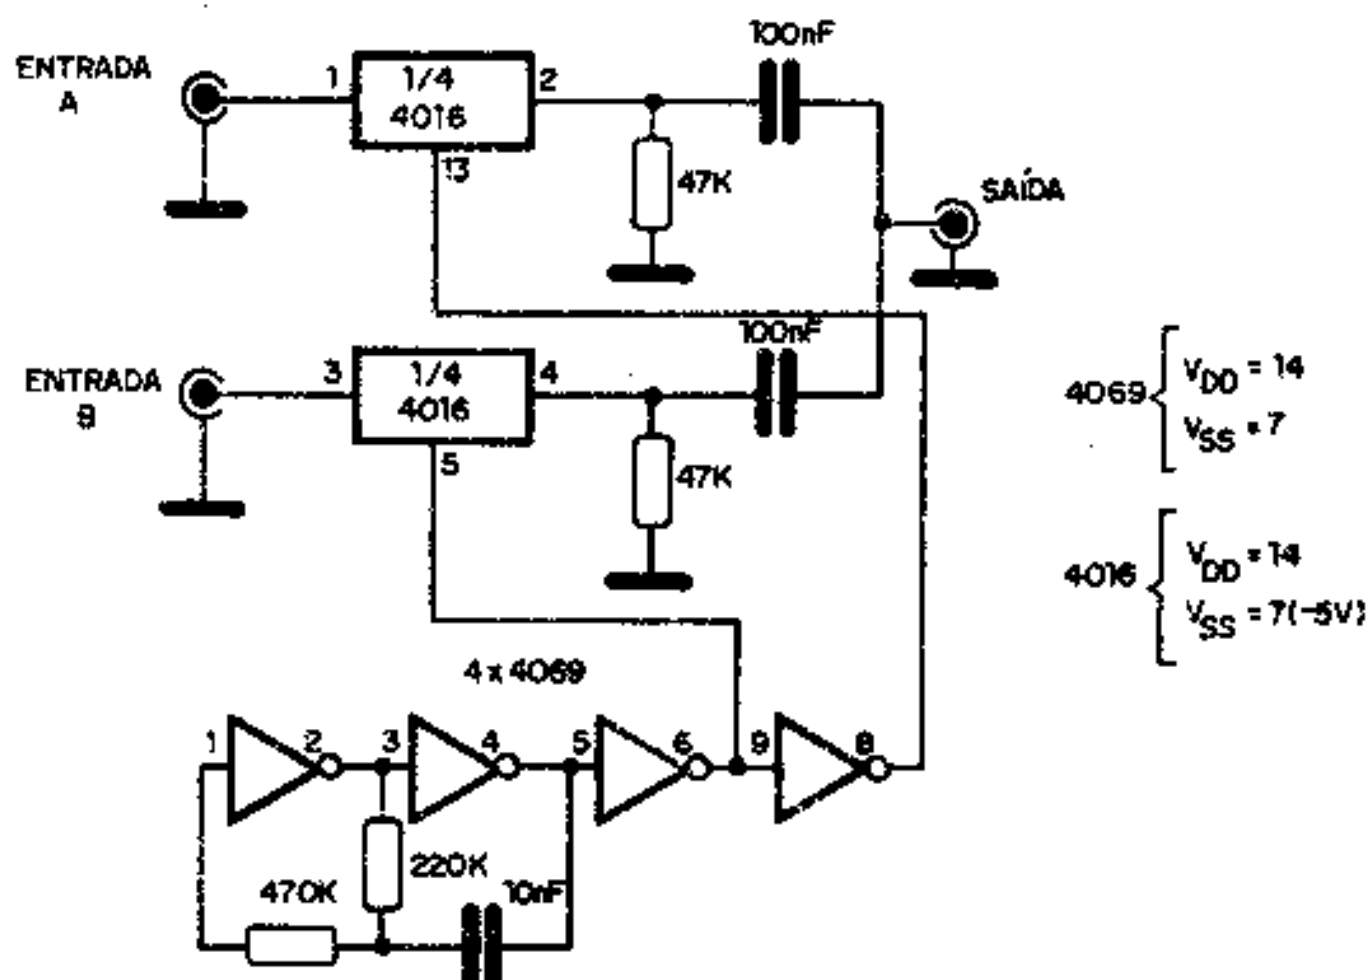 100nF
ENTRADA
A
1
1/4
4016
2
13
47K
SAÍDA
100nF
ENTRADA
B
3
1/4
4016
4
5
47K
4069
VDD = 14
VSS = 7
4016
VDD = 14
VSS = 7(-5V)
4 x 4069
1
2
3
4
5
6
9
8
470K
220K
10nF